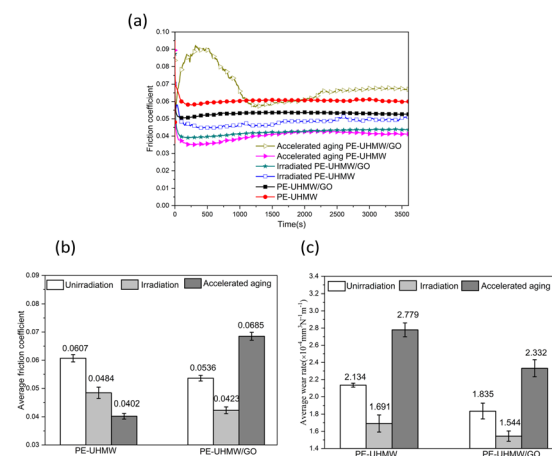 (a)
0.10
0.09
0.08
0.07
0.06
0.05
0.04
0.03
0.02
0.01
0.00
Friction coefficient
Accelerated aging PE-UHMW/GO
Accelerated aging PE-UHMW
Irradiated PE-UHMW/GO
Irradiated PE-UHMW
PE-UHMW/GO
PE-UHMW
0 500 1000 1500 2000 2500 3000 3500
Time(s)
(b)
0.09
0.08
0.07
0.06
0.05
0.04
0.03
Average friction coefficient
Unirradiation Irradiation Accelerated aging
0.0607
0.0484
0.0402
0.0536
0.0423
0.0685
PE-UHMW PE-UHMW/GO
(c)
3.4
3.2
3.0
2.8
2.6
2.4
2.2
2.0
1.8
1.6
1.4
Average wear rate(×10⁻⁴mm³N⁻¹m⁻¹)
Unirradiation Irradiation Accelerated aging
2.134
1.691
2.779
1.835
1.544
2.332
PE-UHMW PE-UHMW/GO